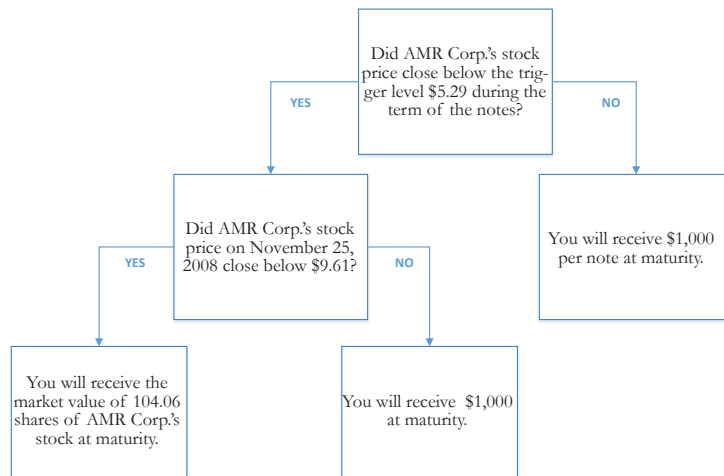 Did AMR Corp.'s stock
price close below the trig-
ger level $5.29 during the
term of the notes?
YES
NO
Did AMR Corp.'s stock
price on November 25,
2008 close below $9.61?
You will receive $1,000
per note at maturity.
YES
NO
You will receive the
market value of 104.06
shares of AMR Corp.'s
stock at maturity.
You will receive $1,000
at maturity.